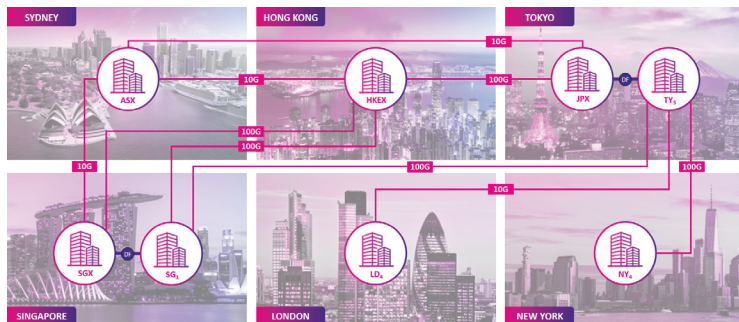 SYDNEY
HONG KONG
TOKYO
10G
ASX
10G
HKEX
100G
JPX
DF
TY3
100G
100G
10G
100G
100G
10G
SGX
DF
SG1
LD4
NY4
SINGAPORE
LONDON
NEW YORK